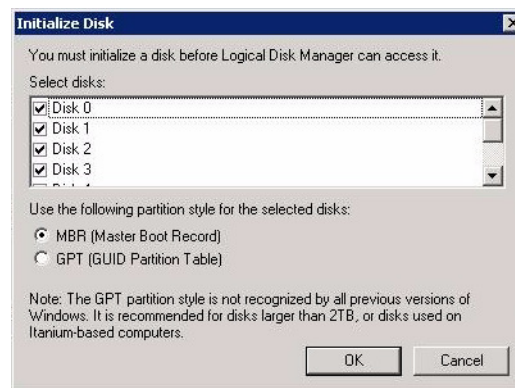 Initialize Disk
You must initialize a disk before Logical Disk Manager can access it.
Select disks:
Disk 0
Disk 1
Disk 2
Disk 3
Use the following partition style for the selected disks:
MBR (Master Boot Record)
GPT (GUID Partition Table)
Note: The GPT partition style is not recognized by all previous versions of
Windows. It is recommended for disks larger than 2TB, or disks used on
Itanium-based computers.
OK
Cancel